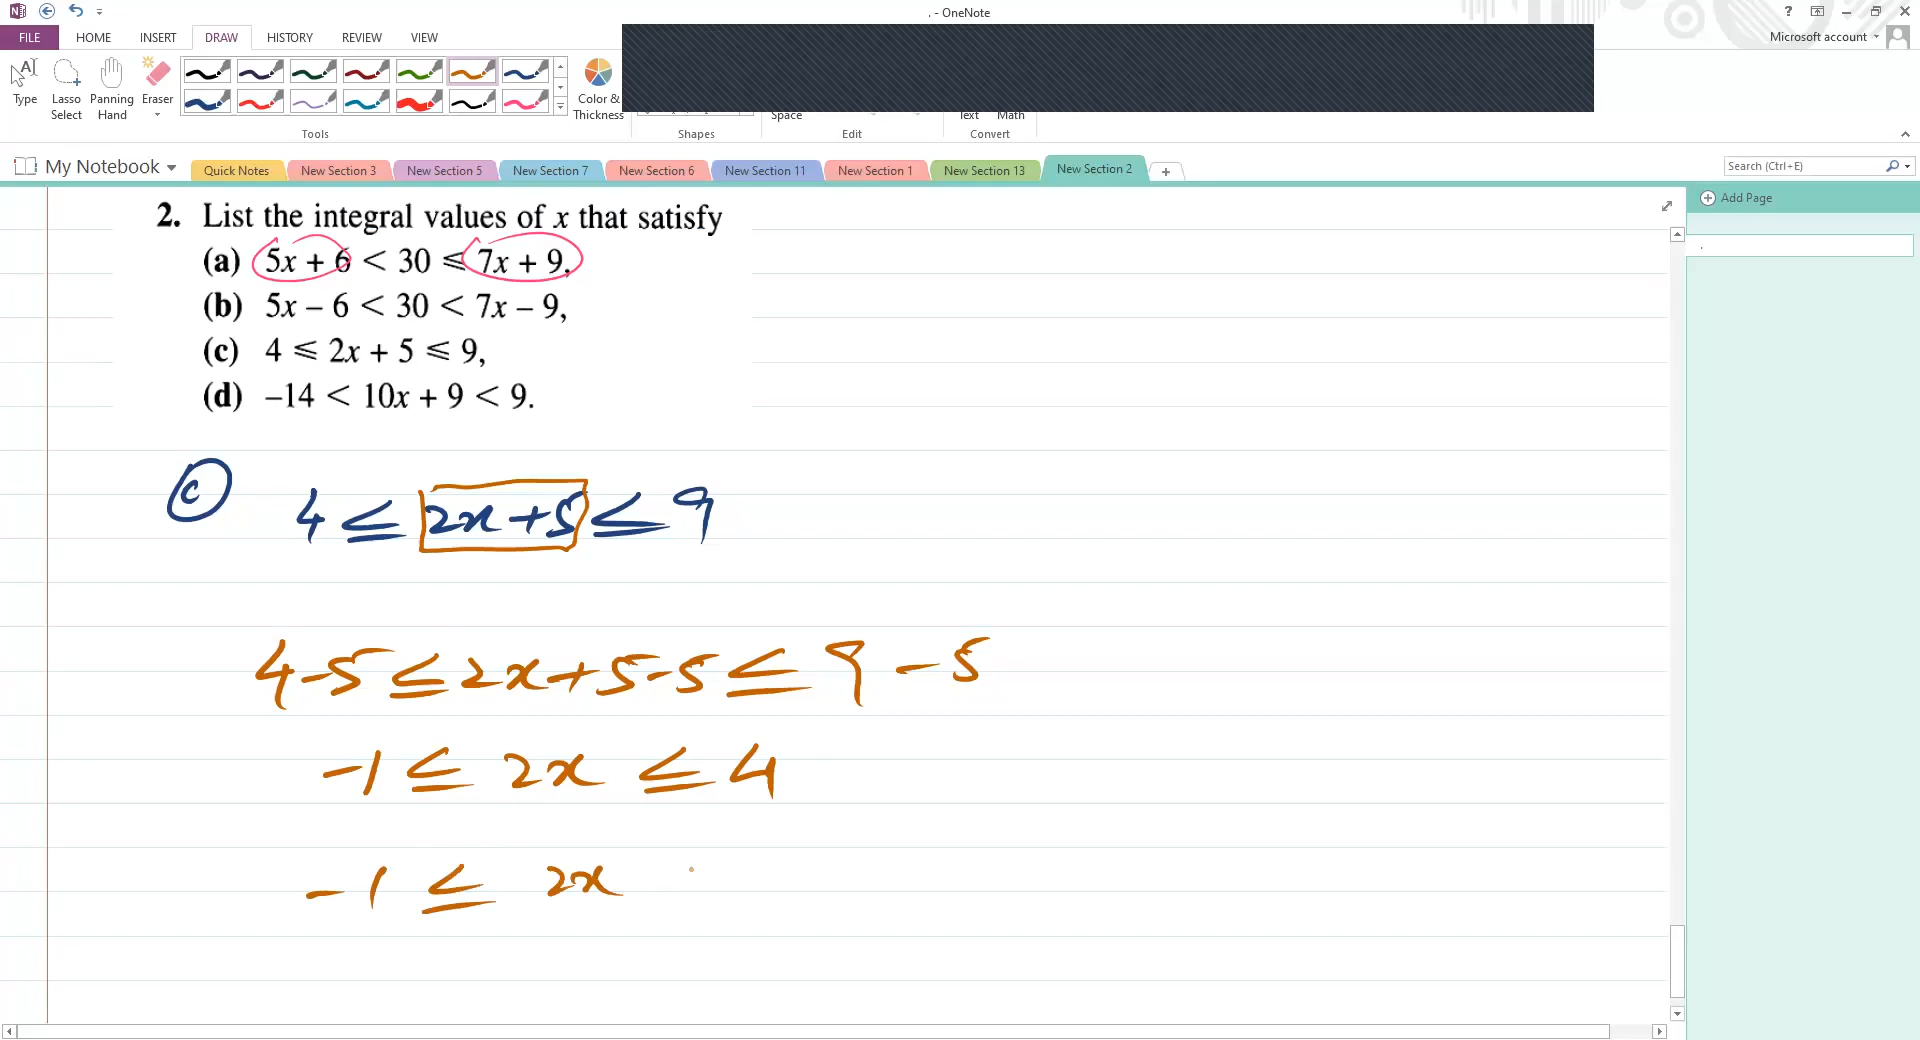 . - OneNote
?
FILE HOME INSERT DRAW HISTORY REVIEW VIEW
Microsoft account
Type Lasso Select Panning Hand Eraser Color & Thickness Space Text Math
Tools Shapes Edit Convert
My Notebook Quick Notes New Section 3 New Section 5 New Section 7 New Section 6 New Section 11 New Section 1 New Section 13 New Section 2 +
Search (Ctrl+E)
Add Page
.
2. List the integral values of x that satisfy
(a) 5x + 6 < 30 ⩽ 7x + 9,
(b) 5x – 6 < 30 < 7x – 9,
(c) 4 ⩽ 2x + 5 ⩽ 9,
(d) –14 < 10x + 9 < 9.
c 4 ≤ 2x + 5 ≤ 9
4 - 5 ≤ 2x + 5 - 5 ≤ 9 - 5
-1 ≤ 2x ≤ 4
-1 ≤ 2x